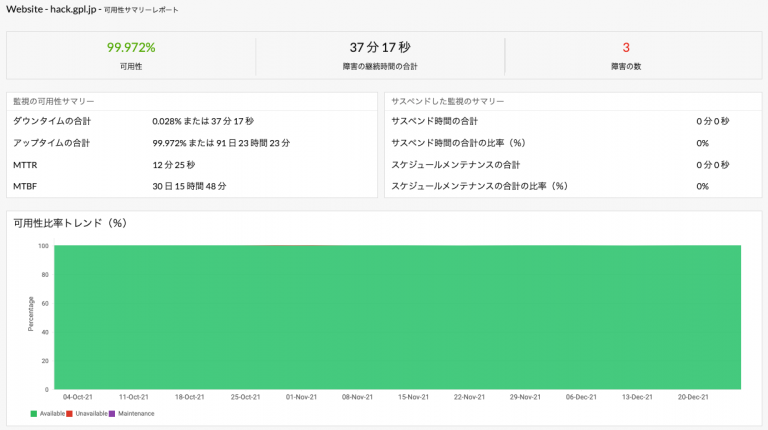 Website - hack.gpl.jp - 可用性サマリーレポート
99.972%
可用性
37 分 17 秒
障害の継続時間の合計
3
障害の数
監視の可用性サマリー
ダウンタイムの合計 0.028% または 37 分 17 秒
アップタイムの合計 99.972% または 91 日 23 時間 23 分
MTTR 12 分 25 秒
MTBF 30 日 15 時間 48 分
サスペンドした監視のサマリー
サスペンド時間の合計 0 分 0 秒
サスペンド時間の合計の比率（%） 0%
スケジュールメンテナンスの合計 0 分 0 秒
スケジュールメンテナンスの合計の比率（%） 0%
可用性比率トレンド（%）
Percentage
100
80
60
40
20
0
04-Oct-21 11-Oct-21 18-Oct-21 25-Oct-21 01-Nov-21 08-Nov-21 15-Nov-21 22-Nov-21 29-Nov-21 06-Dec-21 13-Dec-21 20-Dec-21
Available Unavailable Maintenance